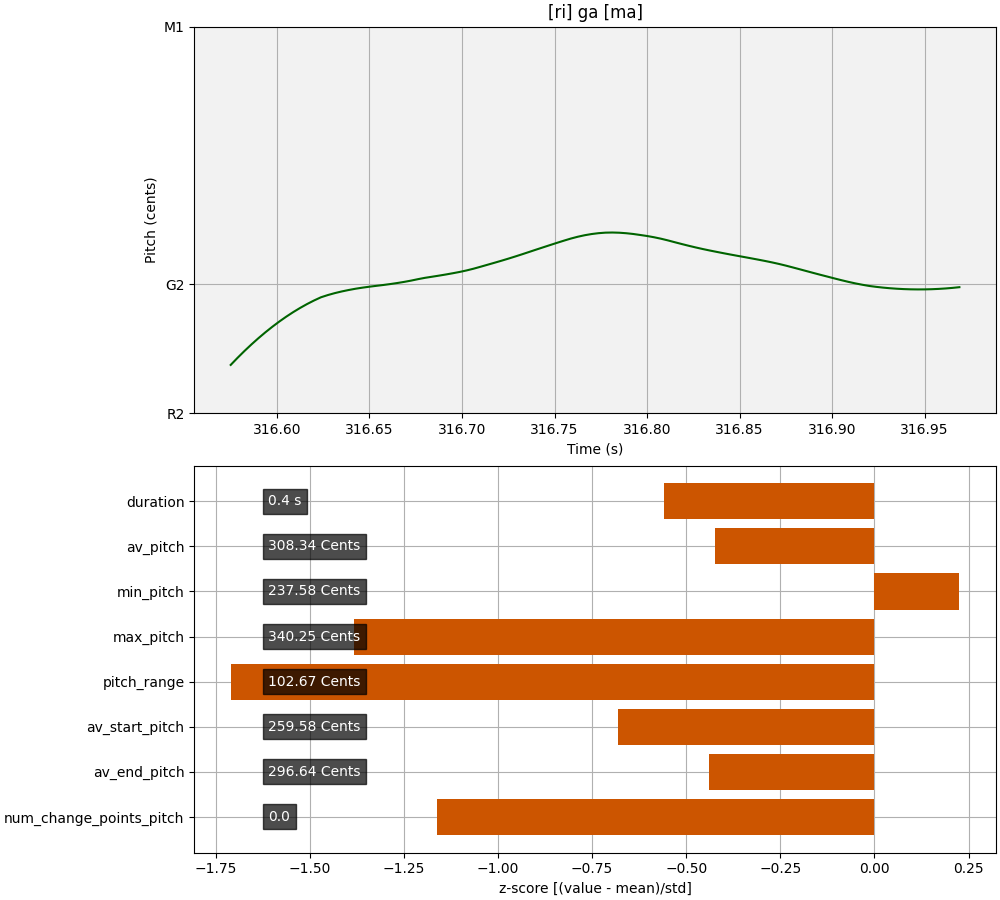 [ri] ga [ma]
M1
G2
R2
Pitch (cents)
316.60 316.65 316.70 316.75 316.80 316.85 316.90 316.95
Time (s)
duration 0.4 s
av_pitch 308.34 Cents
min_pitch 237.58 Cents
max_pitch 340.25 Cents
pitch_range 102.67 Cents
av_start_pitch 259.58 Cents
av_end_pitch 296.64 Cents
num_change_points_pitch 0.0
−1.75 −1.50 −1.25 −1.00 −0.75 −0.50 −0.25 0.00 0.25
z-score [(value - mean)/std]